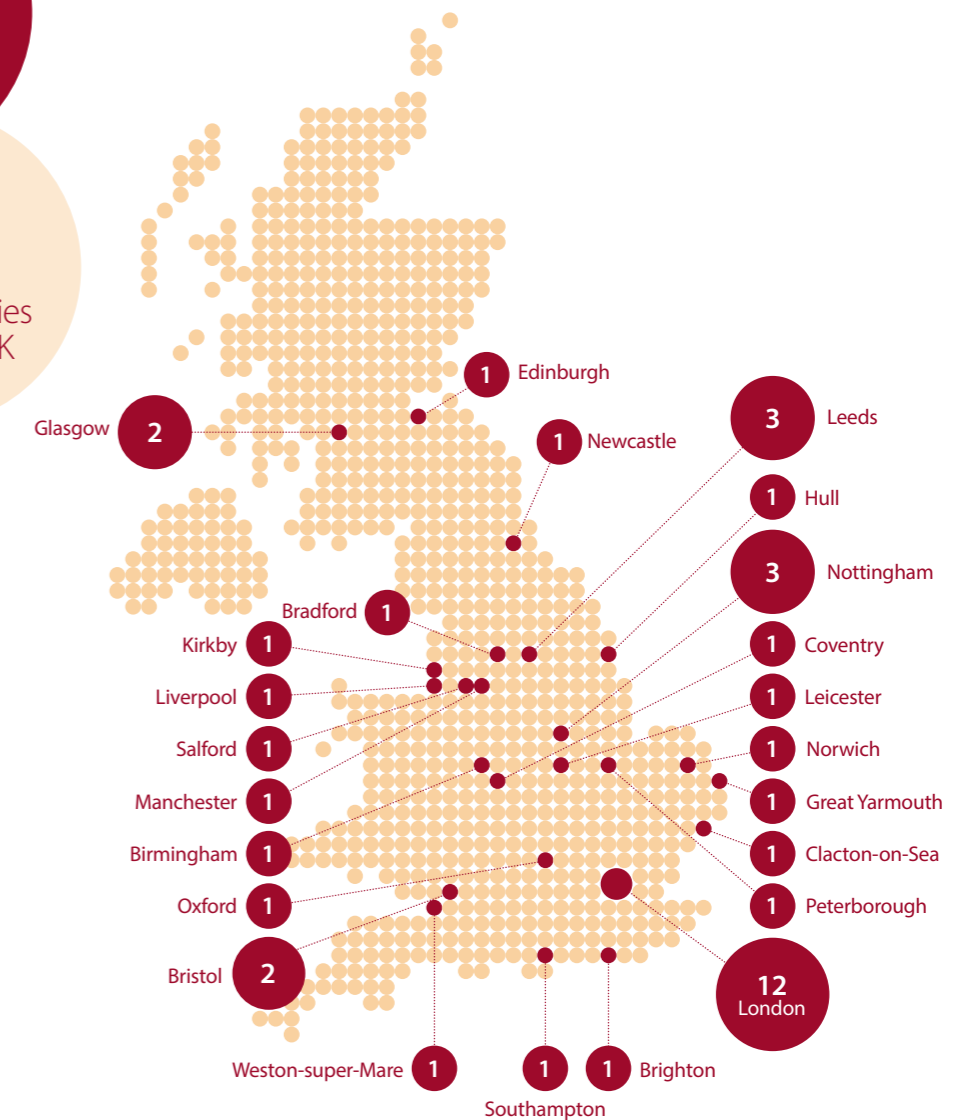 ies
K
1 Edinburgh
Glasgow 2
1 Newcastle
3 Leeds
1 Hull
3 Nottingham
Bradford 1
Kirkby 1
1 Coventry
Liverpool 1
1 Leicester
Salford 1
1 Norwich
Manchester 1
1 Great Yarmouth
Birmingham 1
1 Clacton-on-Sea
Oxford 1
1 Peterborough
Bristol 2
12
London
Weston-super-Mare 1
1
Southampton
1 Brighton